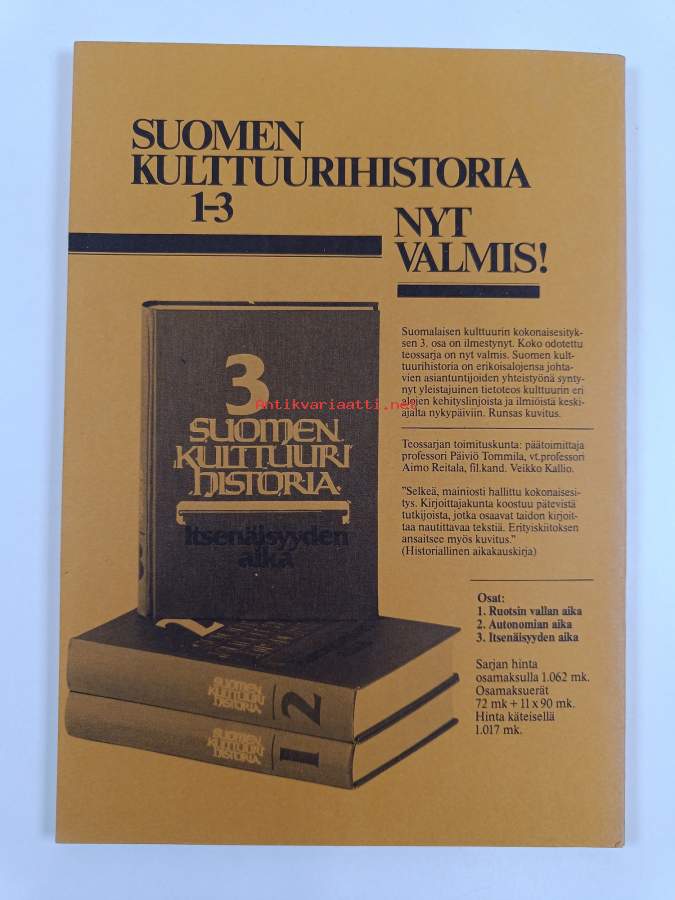 SUOMEN
KULTTUURIHISTORIA
1-3
NYT
VALMIS!
Suomalaisen kulttuurin kokonaisesityk-
sen 3. osa on ilmestynyt. Koko odotettu
teossarja on nyt valmis. Suomen kult-
tuurihistoria on erikoisalojensa johta-
vien asiantuntijoiden yhteistyönä synty-
nyt yleistajuinen tietoteos kulttuurin eri
alojen kehityslinjoista ja ilmiöistä keski-
ajalta nykypäiviin. Runsas kuvitus.
Teossarjan toimituskunta: päätoimittaja
professori Päiviö Tommila, vt.professori
Aimo Reitala, fil.kand. Veikko Kallio.
"Selkeä, mainiosti hallittu kokonaisesi-
tys. Kirjoittajakunta koostuu pätevistä
tutkijoista, jotka osaavat taidon kirjoit-
taa nautittavaa tekstiä. Erityiskiitoksen
ansaitsee myös kuvitus."
(Historiallinen aikakauskirja)
Osat:
1. Ruotsin vallan aika
2. Autonomian aika
3. Itsenäisyyden aika
Sarjan hinta
osamaksulla 1.062 mk.
Osamaksuerät
72 mk + 11 x 90 mk.
Hinta käteisellä
1.017 mk.
3
Antikvariaatti.net
SUOMEN
KULTTUURI
HISTORIA
Itsenäisyyden
aika
2
SUOMEN
KULTTUURI
HISTORIA
2
SUOMEN
KULTTUURI
HISTORIA
1